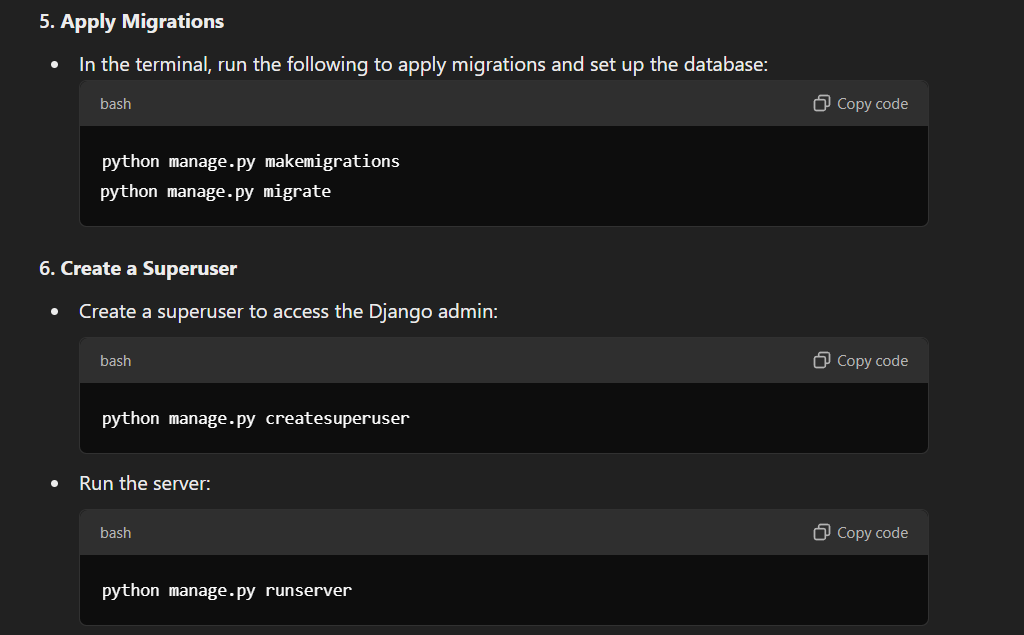 5. Apply Migrations
• In the terminal, run the following to apply migrations and set up the database:
bash Copy code
python manage.py makemigrations
python manage.py migrate
6. Create a Superuser
• Create a superuser to access the Django admin:
bash Copy code
python manage.py createsuperuser
• Run the server:
bash Copy code
python manage.py runserver